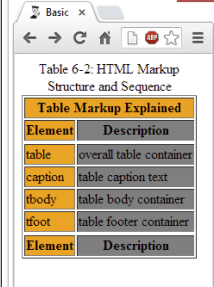 Basic
ABP
Table 6-2: HTML Markup
Structure and Sequence
Table Markup Explained
Element Description
table overall table container
caption table caption text
tbody table body container
tfoot table footer container
Element Description